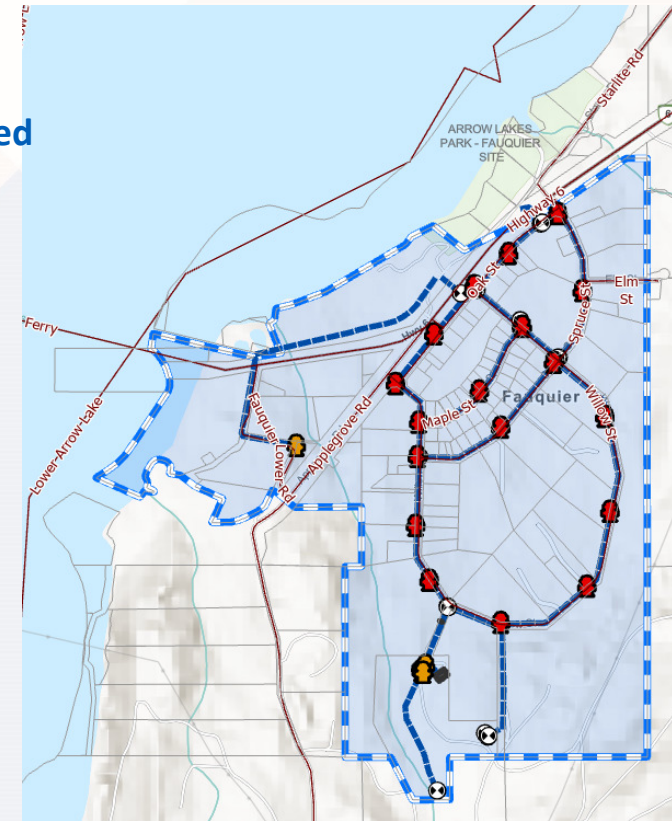 ed
ARROW LAKES
PARK - FAUQUIER
SITE
Starlite Rd
Highway 6
Oak St
Elm
St
Spruce St
Ferry
Fauquier
Maple St
Willow St
Fauquier Lower Rd
Applegrove Rd
Lower Arrow Lake